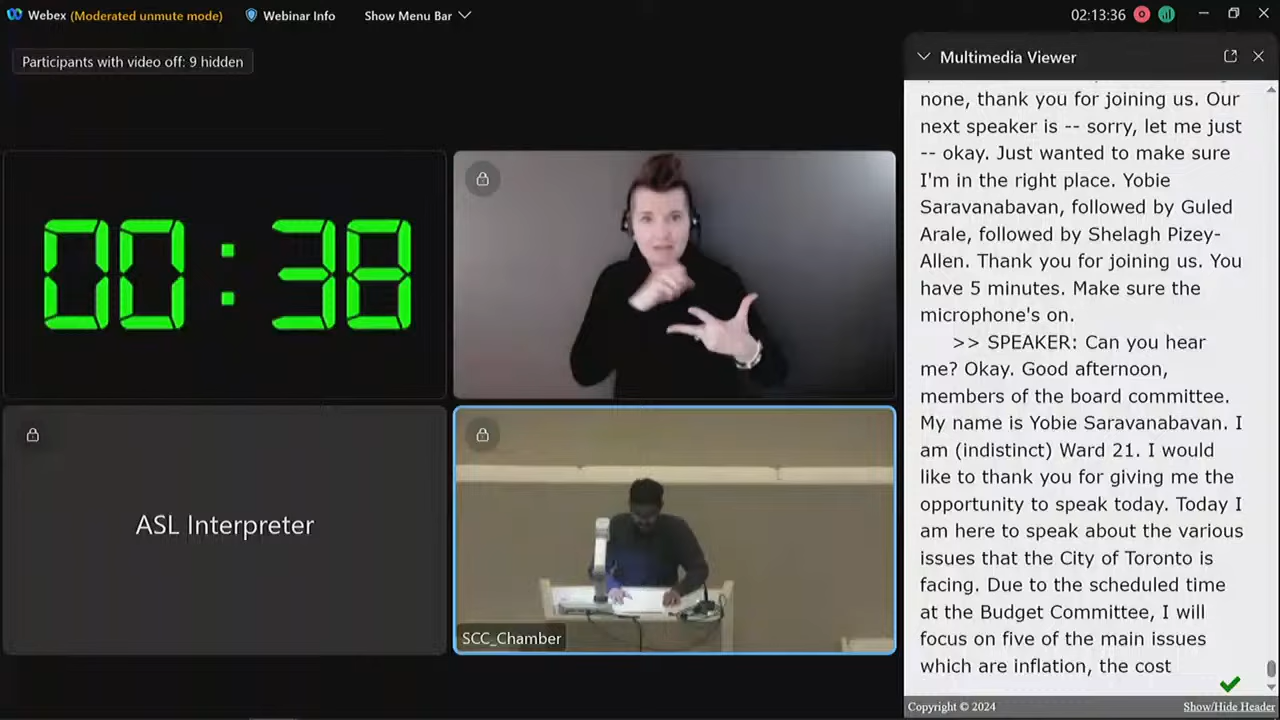 Webex (Moderated unmute mode) Webinar Info Show Menu Bar 02:13:36
Participants with video off: 9 hidden
Multimedia Viewer
none, thank you for joining us. Our
next speaker is -- sorry, let me just
-- okay. Just wanted to make sure
I'm in the right place. Yobie
Saravanabavan, followed by Guled
Arale, followed by Shelagh Pizey-
Allen. Thank you for joining us. You
have 5 minutes. Make sure the
microphone's on.
>> SPEAKER: Can you hear
me? Okay. Good afternoon,
members of the board committee.
My name is Yobie Saravanabavan. I
am (indistinct) Ward 21. I would
like to thank you for giving me the
opportunity to speak today. Today I
am here to speak about the various
issues that the City of Toronto is
facing. Due to the scheduled time
at the Budget Committee, I will
focus on five of the main issues
which are inflation, the cost
Copyright © 2024 Show/Hide Header
00:38
ASL Interpreter
SCC_Chamber